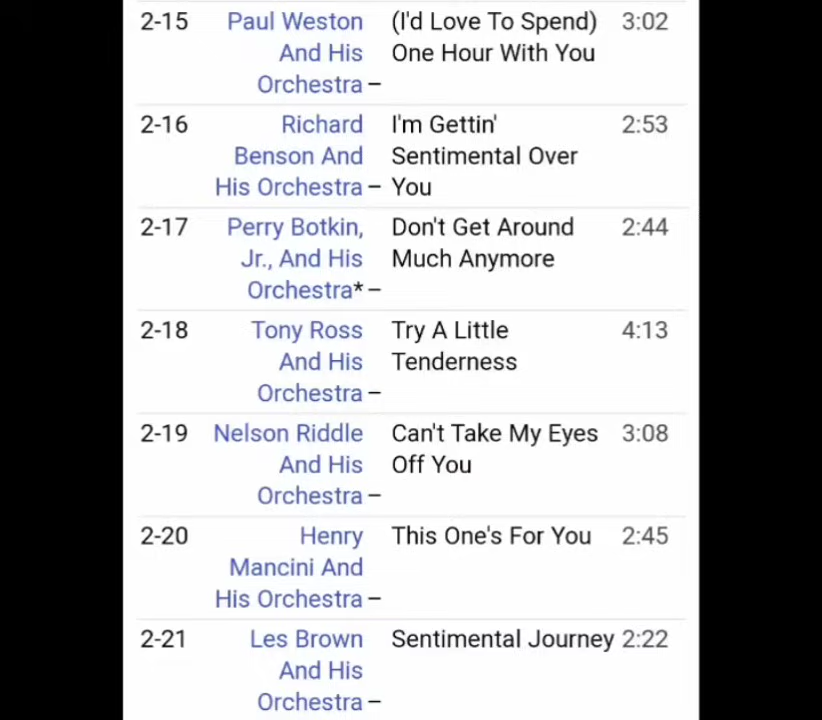 2-15 Paul Weston (I'd Love To Spend) 3:02
And His One Hour With You
Orchestra –
2-16 Richard I'm Gettin' 2:53
Benson And Sentimental Over
His Orchestra – You
2-17 Perry Botkin, Don't Get Around 2:44
Jr., And His Much Anymore
Orchestra* –
2-18 Tony Ross Try A Little 4:13
And His Tenderness
Orchestra –
2-19 Nelson Riddle Can't Take My Eyes 3:08
And His Off You
Orchestra –
2-20 Henry This One's For You 2:45
Mancini And
His Orchestra –
2-21 Les Brown Sentimental Journey 2:22
And His
Orchestra –